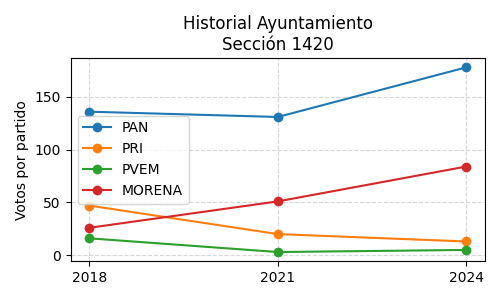 Historial Ayuntamiento
Sección 1420
Votos por partido
150
100
50
0
PAN
PRI
PVEM
MORENA
2018
2021
2024